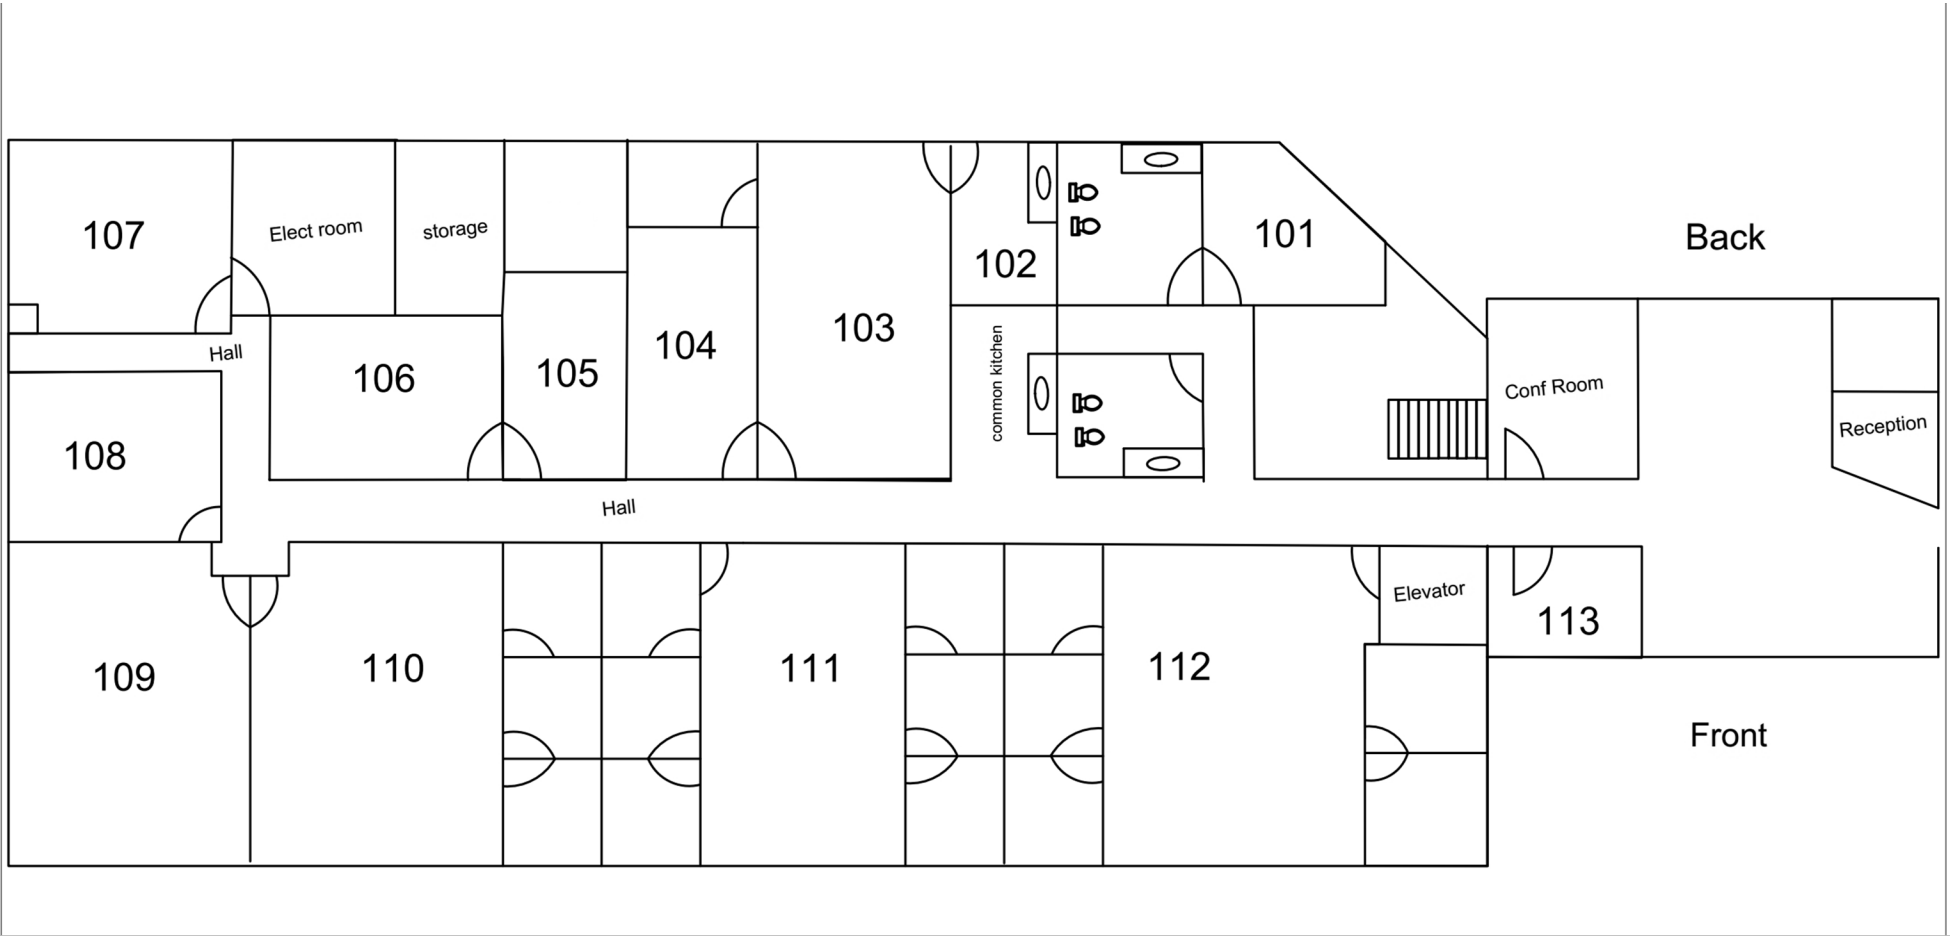 107
Elect room
storage
102
101
Back
103
104
105
106
Hall
common kitchen
Conf Room
Reception
108
Hall
Elevator
113
109
110
111
112
Front